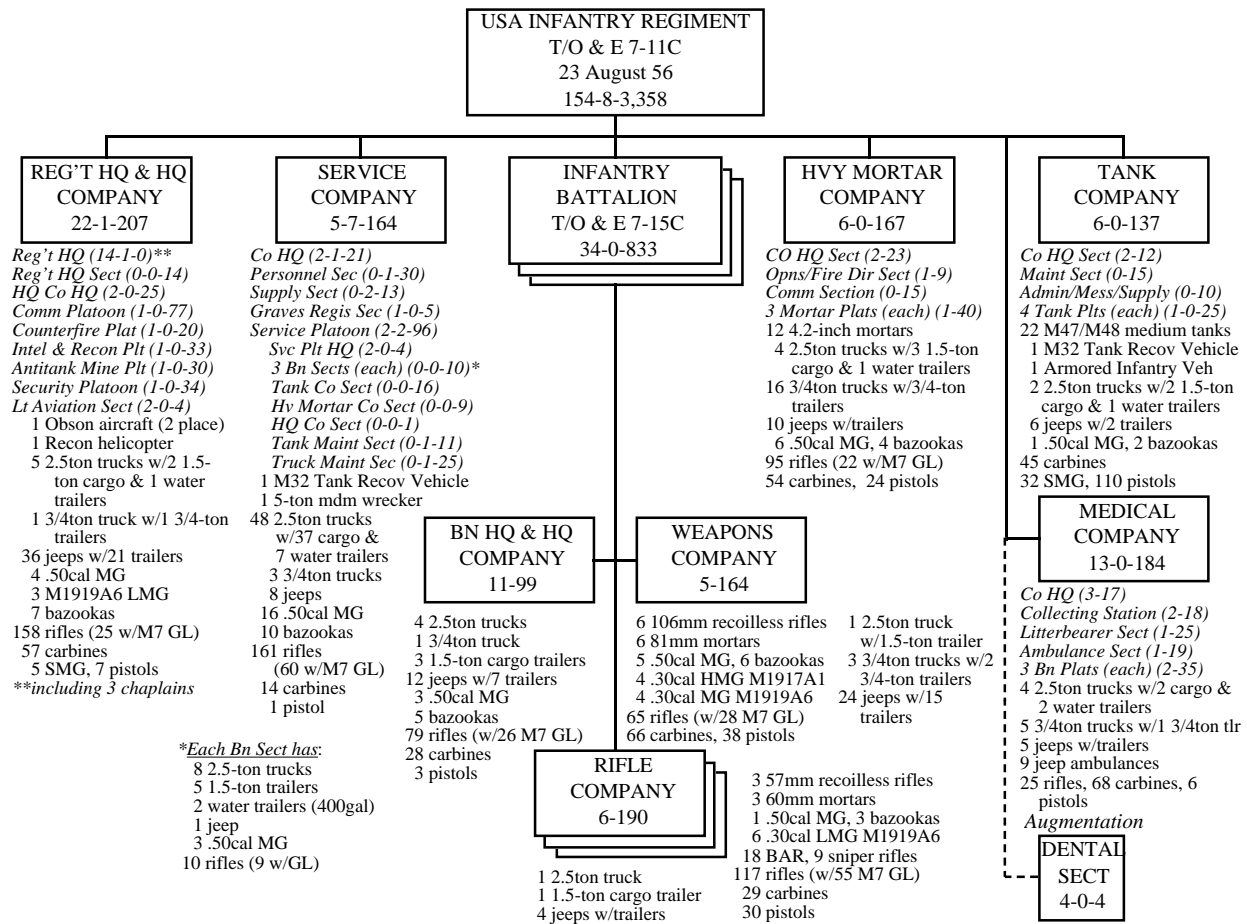 USA INFANTRY REGIMENT
T/O & E 7-11C
23 August 56
154-8-3,358
REG'T HQ & HQ
COMPANY
22-1-207
Reg't HQ (14-1-0)**
Reg't HQ Sect (0-0-14)
HQ Co HQ (2-0-25)
Comm Platoon (1-0-77)
Counterfire Plat (1-0-20)
Intel & Recon Plt (1-0-33)
Antitank Mine Plt (1-0-30)
Security Platoon (1-0-34)
Lt Aviation Sect (2-0-4)
1 Obson aircraft (2 place)
1 Recon helicopter
5 2.5ton trucks w/2 1.5-
ton cargo & 1 water
trailers
1 3/4ton truck w/1 3/4-ton
trailers
36 jeeps w/21 trailers
4 .50cal MG
3 M1919A6 LMG
7 bazookas
158 rifles (25 w/M7 GL)
57 carbines
5 SMG, 7 pistols
**including 3 chaplains
SERVICE
COMPANY
5-7-164
Co HQ (2-1-21)
Personnel Sec (0-1-30)
Supply Sect (0-2-13)
Graves Regis Sec (1-0-5)
Service Platoon (2-2-96)
Svc Plt HQ (2-0-4)
3 Bn Sects (each) (0-0-10)*
Tank Co Sect (0-0-16)
Hv Mortar Co Sect (0-0-9)
HQ Co Sect (0-0-1)
Tank Maint Sect (0-1-11)
Truck Maint Sec (0-1-25)
1 M32 Tank Recov Vehicle
1 5-ton mdm wrecker
48 2.5ton trucks
w/37 cargo &
7 water trailers
3 3/4ton trucks
8 jeeps
16 .50cal MG
10 bazookas
161 rifles
(60 w/M7 GL)
14 carbines
1 pistol
*Each Bn Sect has:
8 2.5-ton trucks
5 1.5-ton trailers
2 water trailers (400gal)
1 jeep
3 .50cal MG
10 rifles (9 w/GL)
INFANTRY
BATTALION
T/O & E 7-15C
34-0-833
BN HQ & HQ
COMPANY
11-99
4 2.5ton trucks
1 3/4ton truck
3 1.5-ton cargo trailers
12 jeeps w/7 trailers
3 .50cal MG
5 bazookas
79 rifles (w/26 M7 GL)
28 carbines
3 pistols
WEAPONS
COMPANY
5-164
6 106mm recoilless rifles
6 81mm mortars
5 .50cal MG, 6 bazookas
4 .30cal HMG M1917A1
4 .30cal MG M1919A6
65 rifles (w/28 M7 GL)
66 carbines, 38 pistols
1 2.5ton truck
w/1.5-ton trailer
3 3/4ton trucks w/2
3/4-ton trailers
24 jeeps w/15
trailers
RIFLE
COMPANY
6-190
1 2.5ton truck
1 1.5-ton cargo trailer
4 jeeps w/trailers
3 57mm recoilless rifles
3 60mm mortars
1 .50cal MG, 3 bazookas
6 .30cal LMG M1919A6
18 BAR, 9 sniper rifles
117 rifles (w/55 M7 GL)
29 carbines
30 pistols
HVY MORTAR
COMPANY
6-0-167
CO HQ Sect (2-23)
Opns/Fire Dir Sect (1-9)
Comm Section (0-15)
3 Mortar Plats (each) (1-40)
12 4.2-inch mortars
4 2.5ton trucks w/3 1.5-ton
cargo & 1 water trailers
16 3/4ton trucks w/3/4-ton
trailers
10 jeeps w/trailers
6 .50cal MG, 4 bazookas
95 rifles (22 w/M7 GL)
54 carbines, 24 pistols
TANK
COMPANY
6-0-137
Co HQ Sect (2-12)
Maint Sect (0-15)
Admin/Mess/Supply (0-10)
4 Tank Plts (each) (1-0-25)
22 M47/M48 medium tanks
1 M32 Tank Recov Vehicle
1 Armored Infantry Veh
2 2.5ton trucks w/2 1.5-ton
cargo & 1 water trailers
6 jeeps w/2 trailers
1 .50cal MG, 2 bazookas
45 carbines
32 SMG, 110 pistols
MEDICAL
COMPANY
13-0-184
Co HQ (3-17)
Collecting Station (2-18)
Litterbearer Sect (1-25)
Ambulance Sect (1-19)
3 Bn Plats (each) (2-35)
4 2.5ton trucks w/2 cargo &
2 water trailers
5 3/4ton trucks w/1 3/4ton tlr
5 jeeps w/trailers
9 jeep ambulances
25 rifles, 68 carbines, 6
pistols
Augmentation
DENTAL
SECT
4-0-4